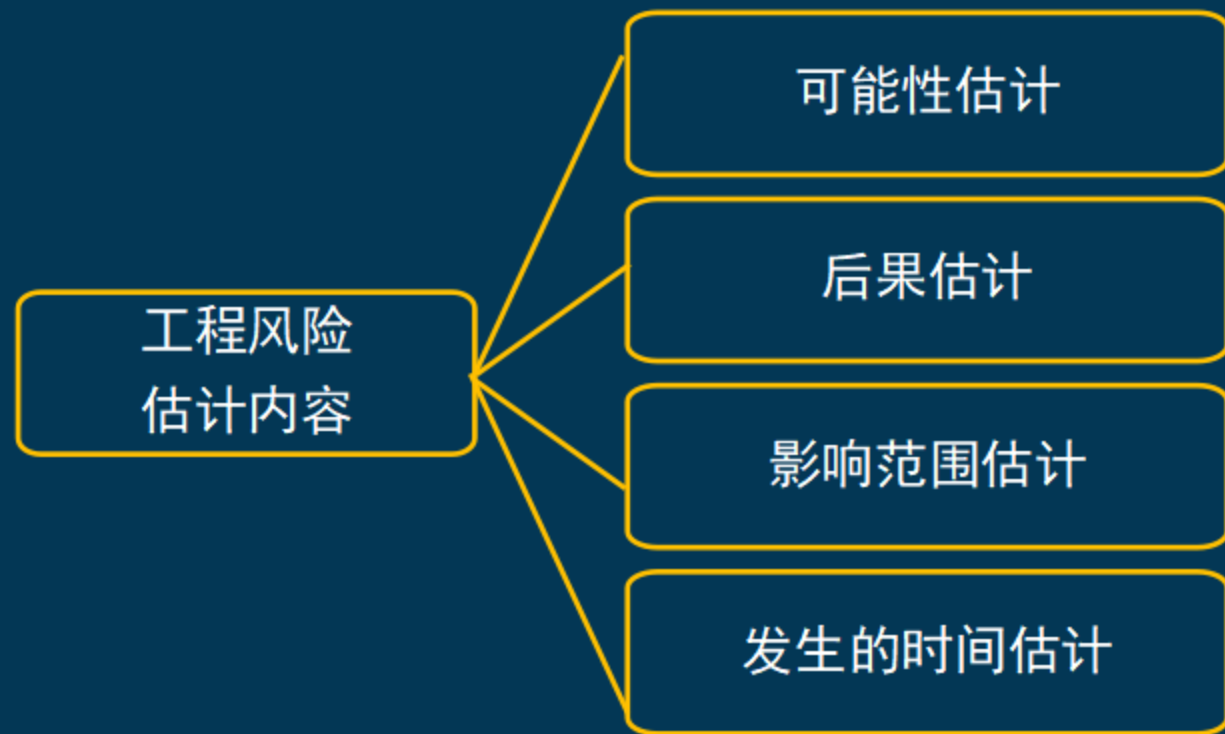 工程风险
估计内容
可能性估计
后果估计
影响范围估计
发生的时间估计